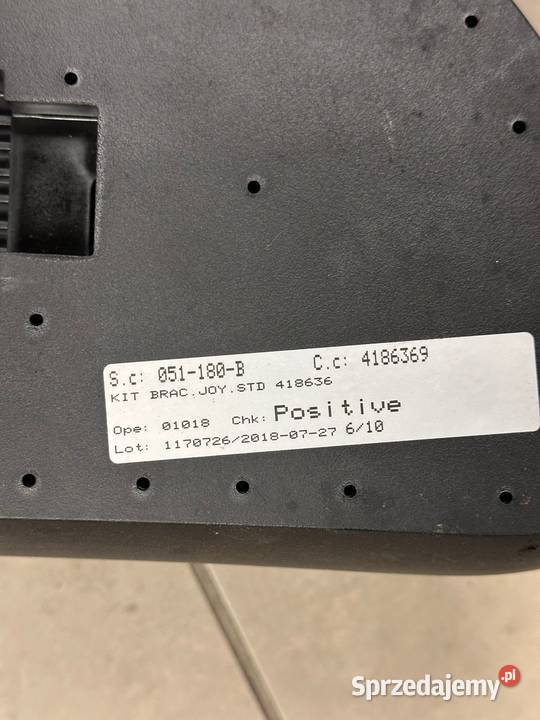 S.c: 051-180-B C.c: 4186369
KIT BRAC.JOY.STD 418636
Ope: 01018 Chk: Positive
Lot: 1170726/2018-07-27 6/10
Sprzedajemy.pl